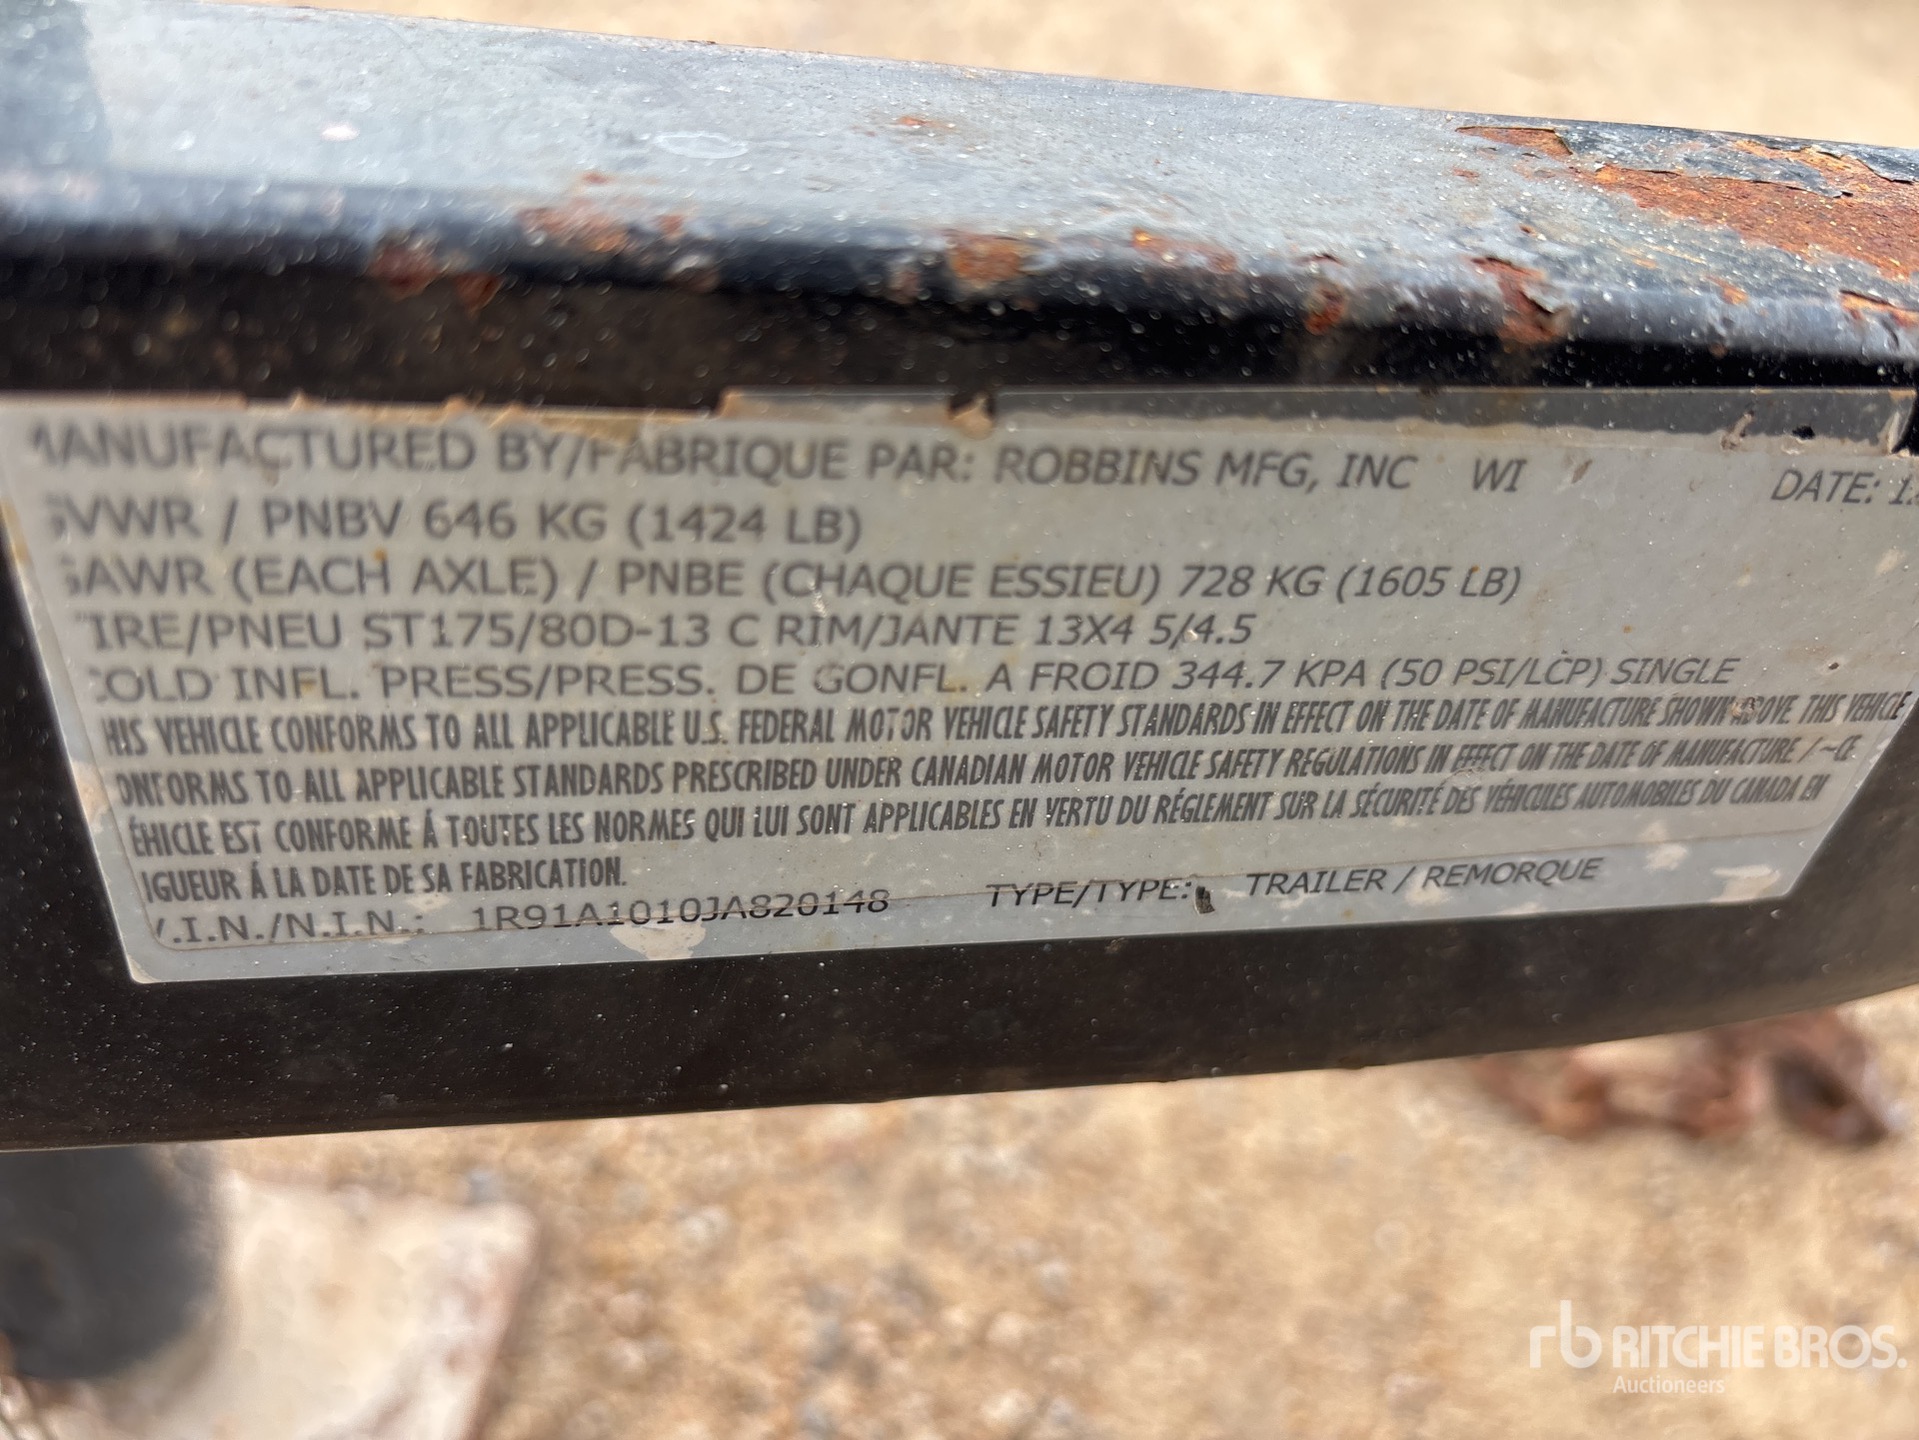 MANUFACTURED BY/FABRIQUE PAR: ROBBINS MFG, INC WI DATE: 1
GVWR / PNBV 646 KG (1424 LB)
GAWR (EACH AXLE) / PNBE (CHAQUE ESSIEU) 728 KG (1605 LB)
TIRE/PNEU ST175/80D-13 C RIM/JANTE 13X4 5/4.5
COLD INFL. PRESS/PRESS. DE GONFL. A FROID 344.7 KPA (50 PSI/LCP) SINGLE
HIS VEHICLE CONFORMS TO ALL APPLICABLE U.S. FEDERAL MOTOR VEHICLE SAFETY STANDARDS IN EFFECT ON THE DATE OF MANUFACTURE SHOWN ABOVE. THIS VEHICLE
ONFORMS TO ALL APPLICABLE STANDARDS PRESCRIBED UNDER CANADIAN MOTOR VEHICLE SAFETY REGULATIONS IN EFFECT ON THE DATE OF MANUFACTURE / ~CE
ÉHICLE EST CONFORME Á TOUTES LES NORMES QUI LUI SONT APPLICABLES EN VERTU DU RÉGLEMENT SUR LA SÉCURITÉ DES VÉHICULES AUTOMOBILES DU CANADA EN
IGUEUR Á LA DATE DE SA FABRICATION.
V.I.N./N.I.N.: 1R91A1010JA820148 TYPE/TYPE: TRAILER / REMORQUE
rb RITCHIE BROS.
Auctioneers